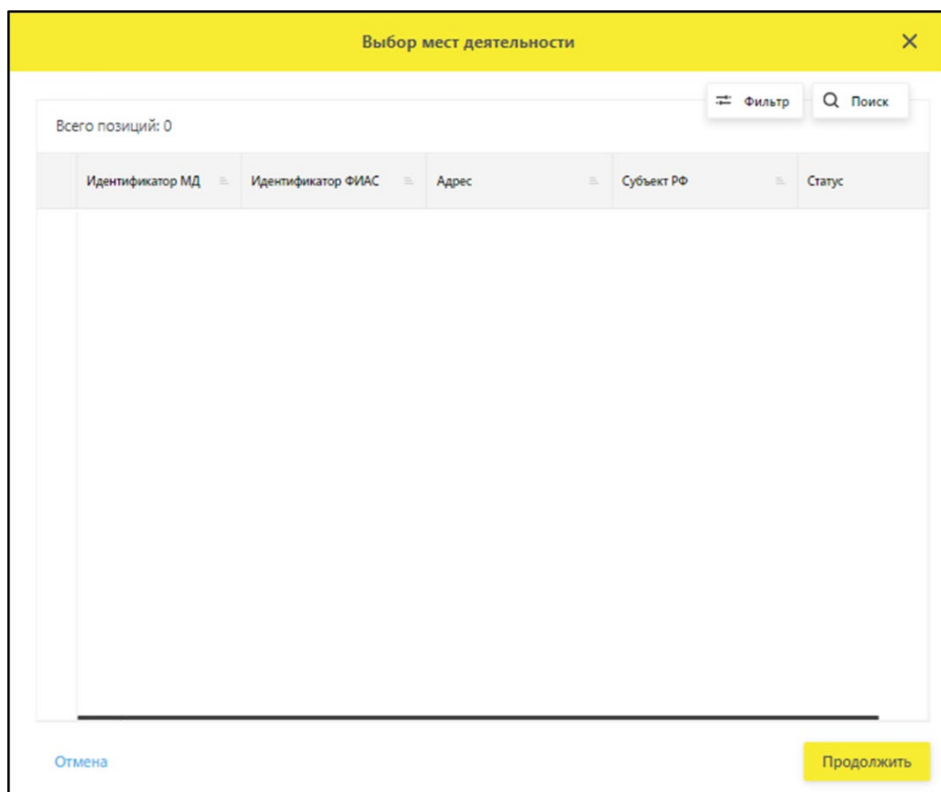 Выбор мест деятельности
Фильтр Поиск
Всего позиций: 0
Идентификатор МД Идентификатор ФИАС Адрес Субъект РФ Статус
Отмена Продолжить